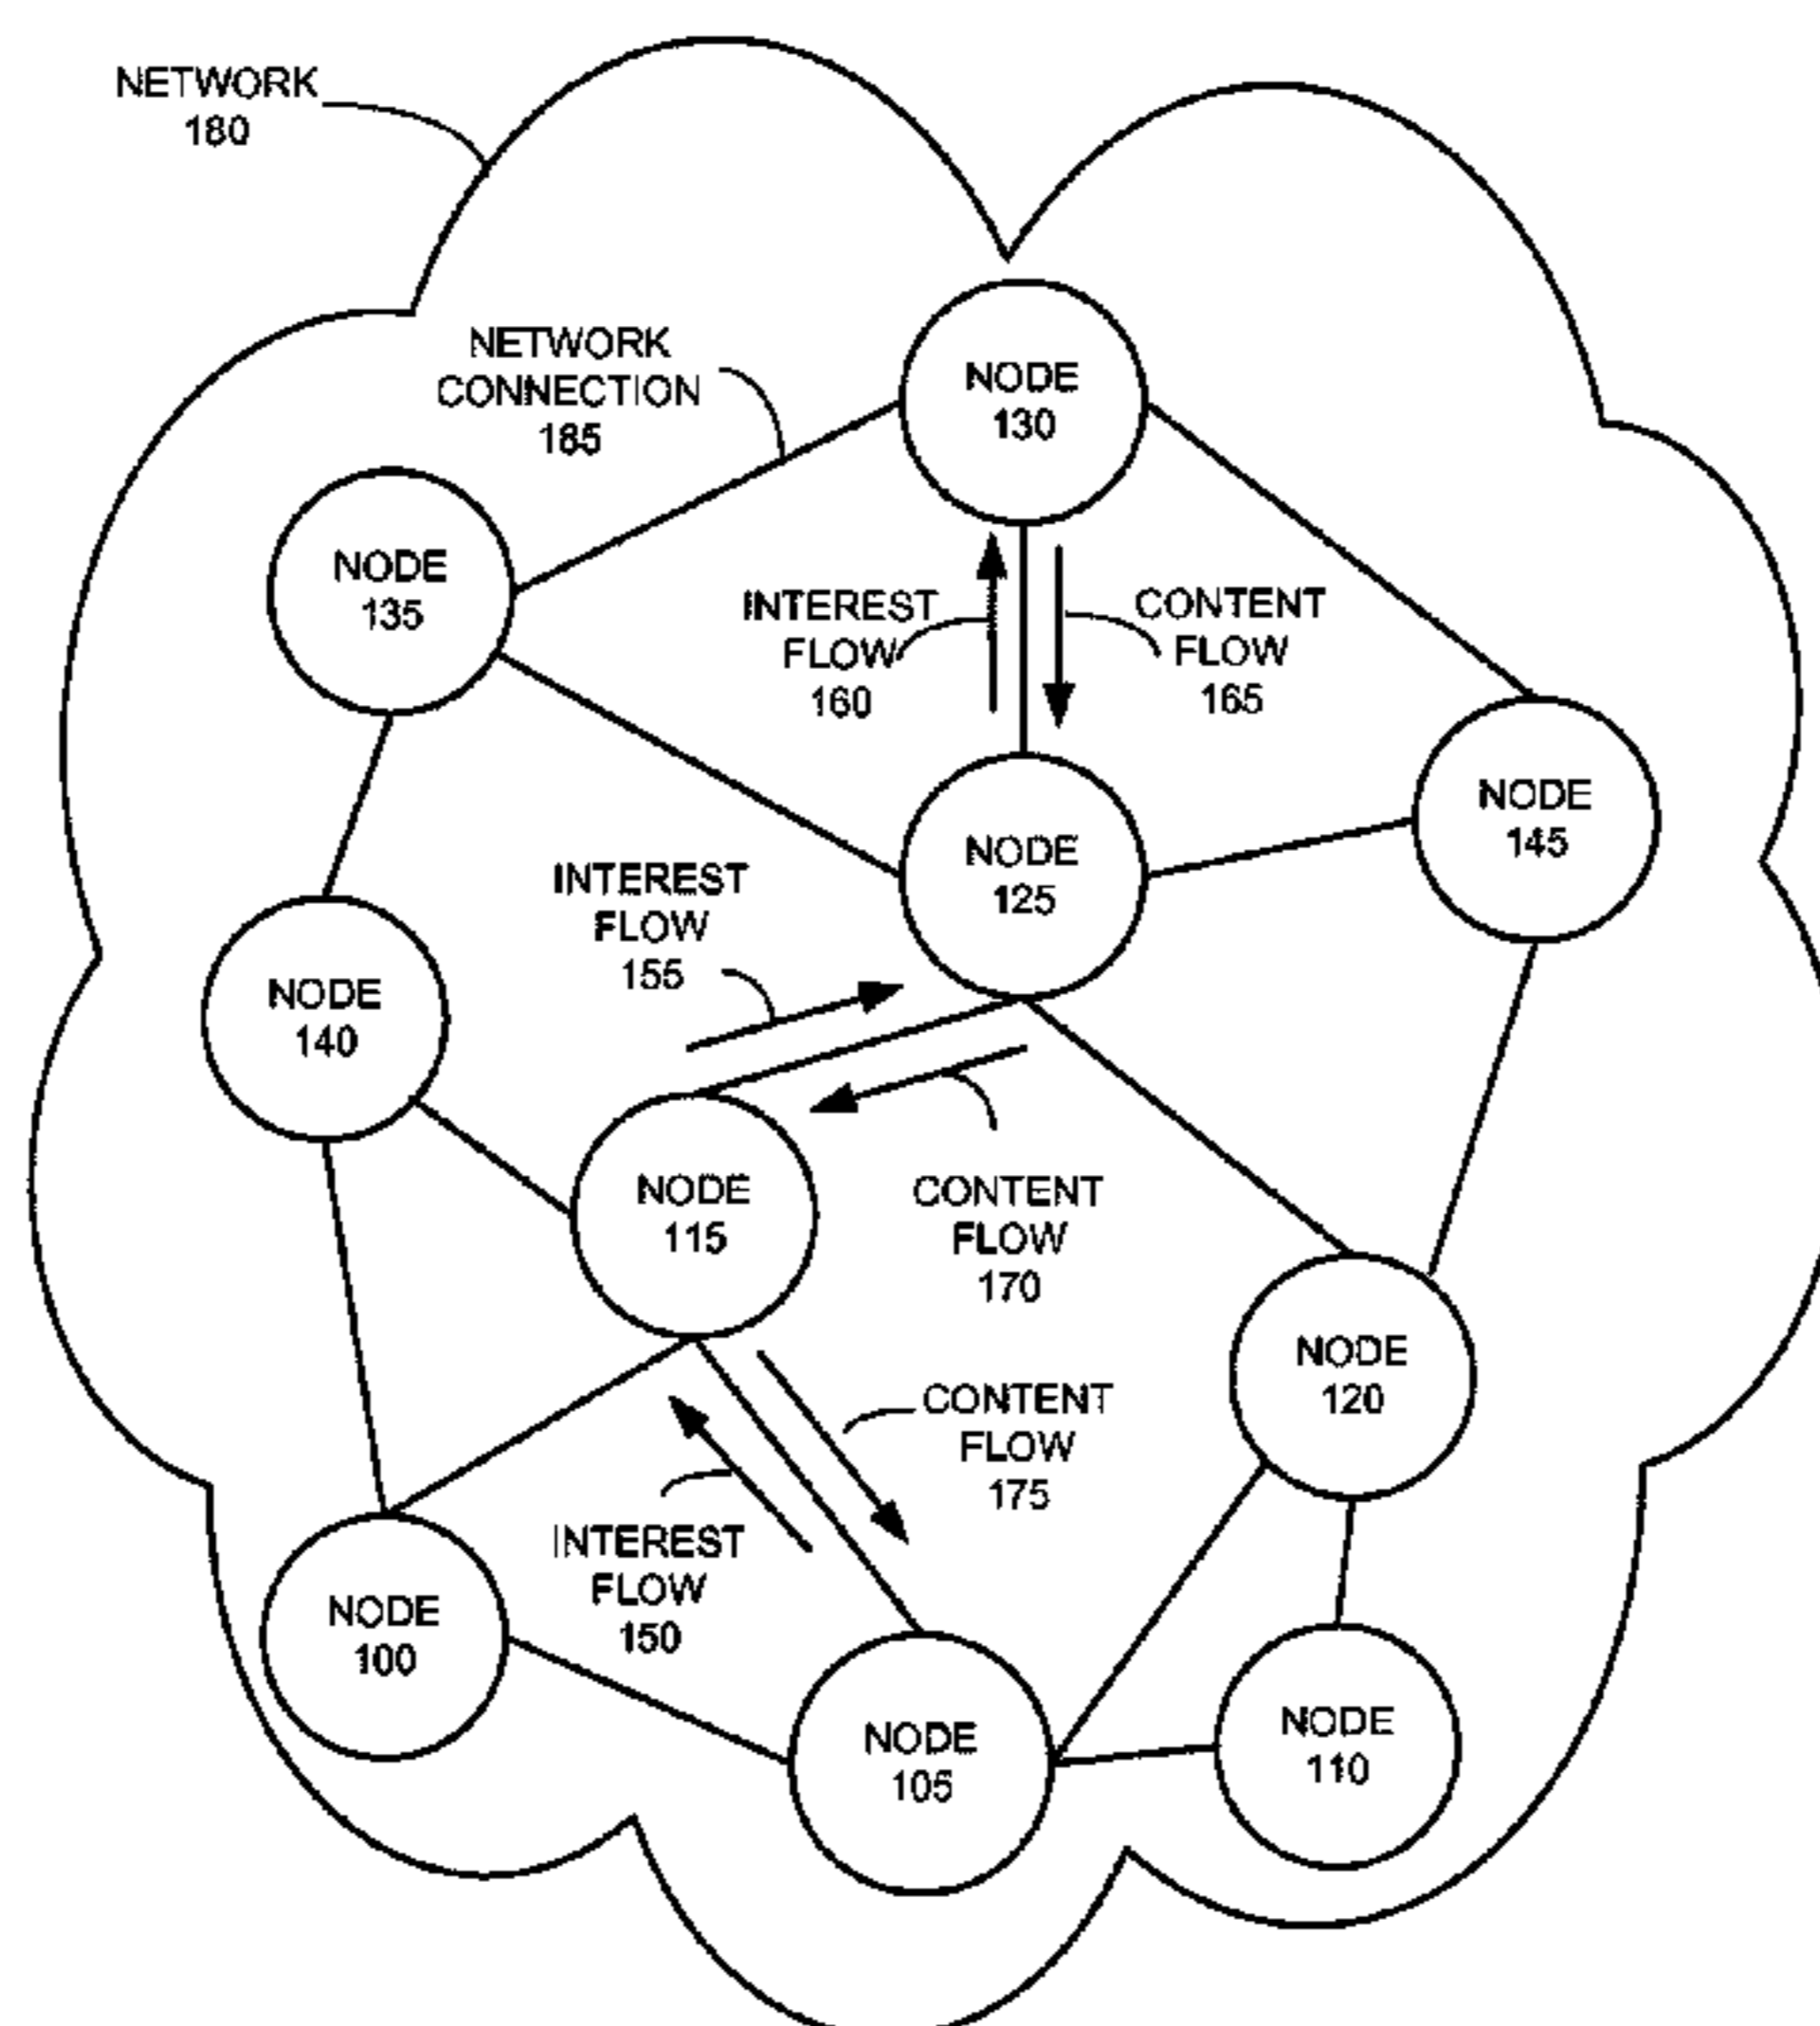 NETWORK
180
NETWORK
CONNECTION
185
NODE
130
NODE
135
INTEREST
FLOW
160
CONTENT
FLOW
165
NODE
145
NODE
125
INTEREST
FLOW
155
NODE
140
NODE
115
CONTENT
FLOW
170
NODE
120
CONTENT
FLOW
175
INTEREST
FLOW
150
NODE
100
NODE
105
NODE
110